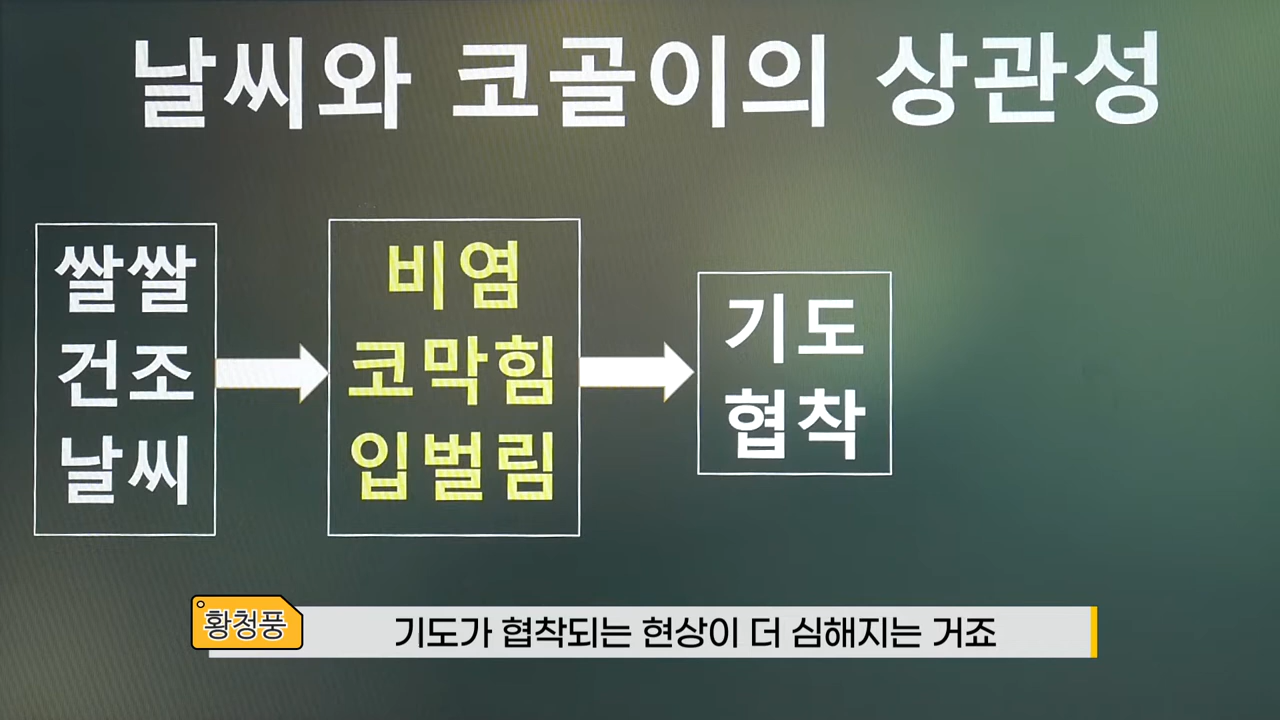 날씨와 코골이의 상관성
쌀쌀
건조
날씨
비염
코막힘
입벌림
기도
협착
황청풍
기도가 협착되는 현상이 더 심해지는 거죠